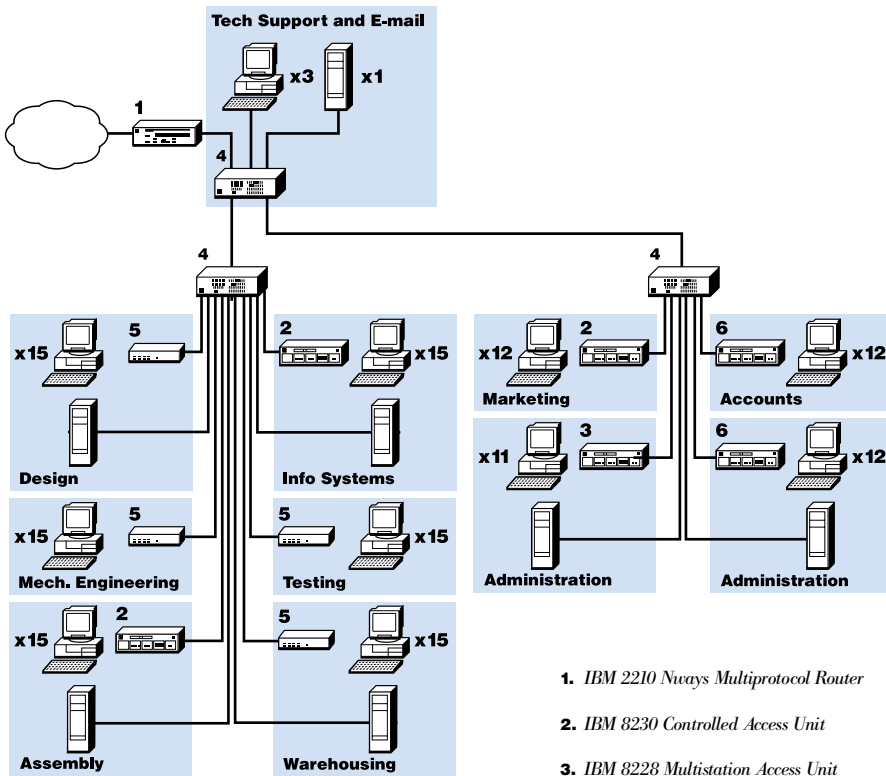 Tech Support and E-mail
x3
x1
1
4
4
4
x15
5
2
x15
Design
Info Systems
x12
2
6
x12
Marketing
Accounts
x11
3
6
x12
Administration
Administration
x15
5
5
x15
Mech. Engineering
Testing
x15
2
5
x15
Assembly
Warehousing
1. IBM 2210 Nways Multiprotocol Router
2. IBM 8230 Controlled Access Unit
3. IBM 8228 Multistation Access Unit